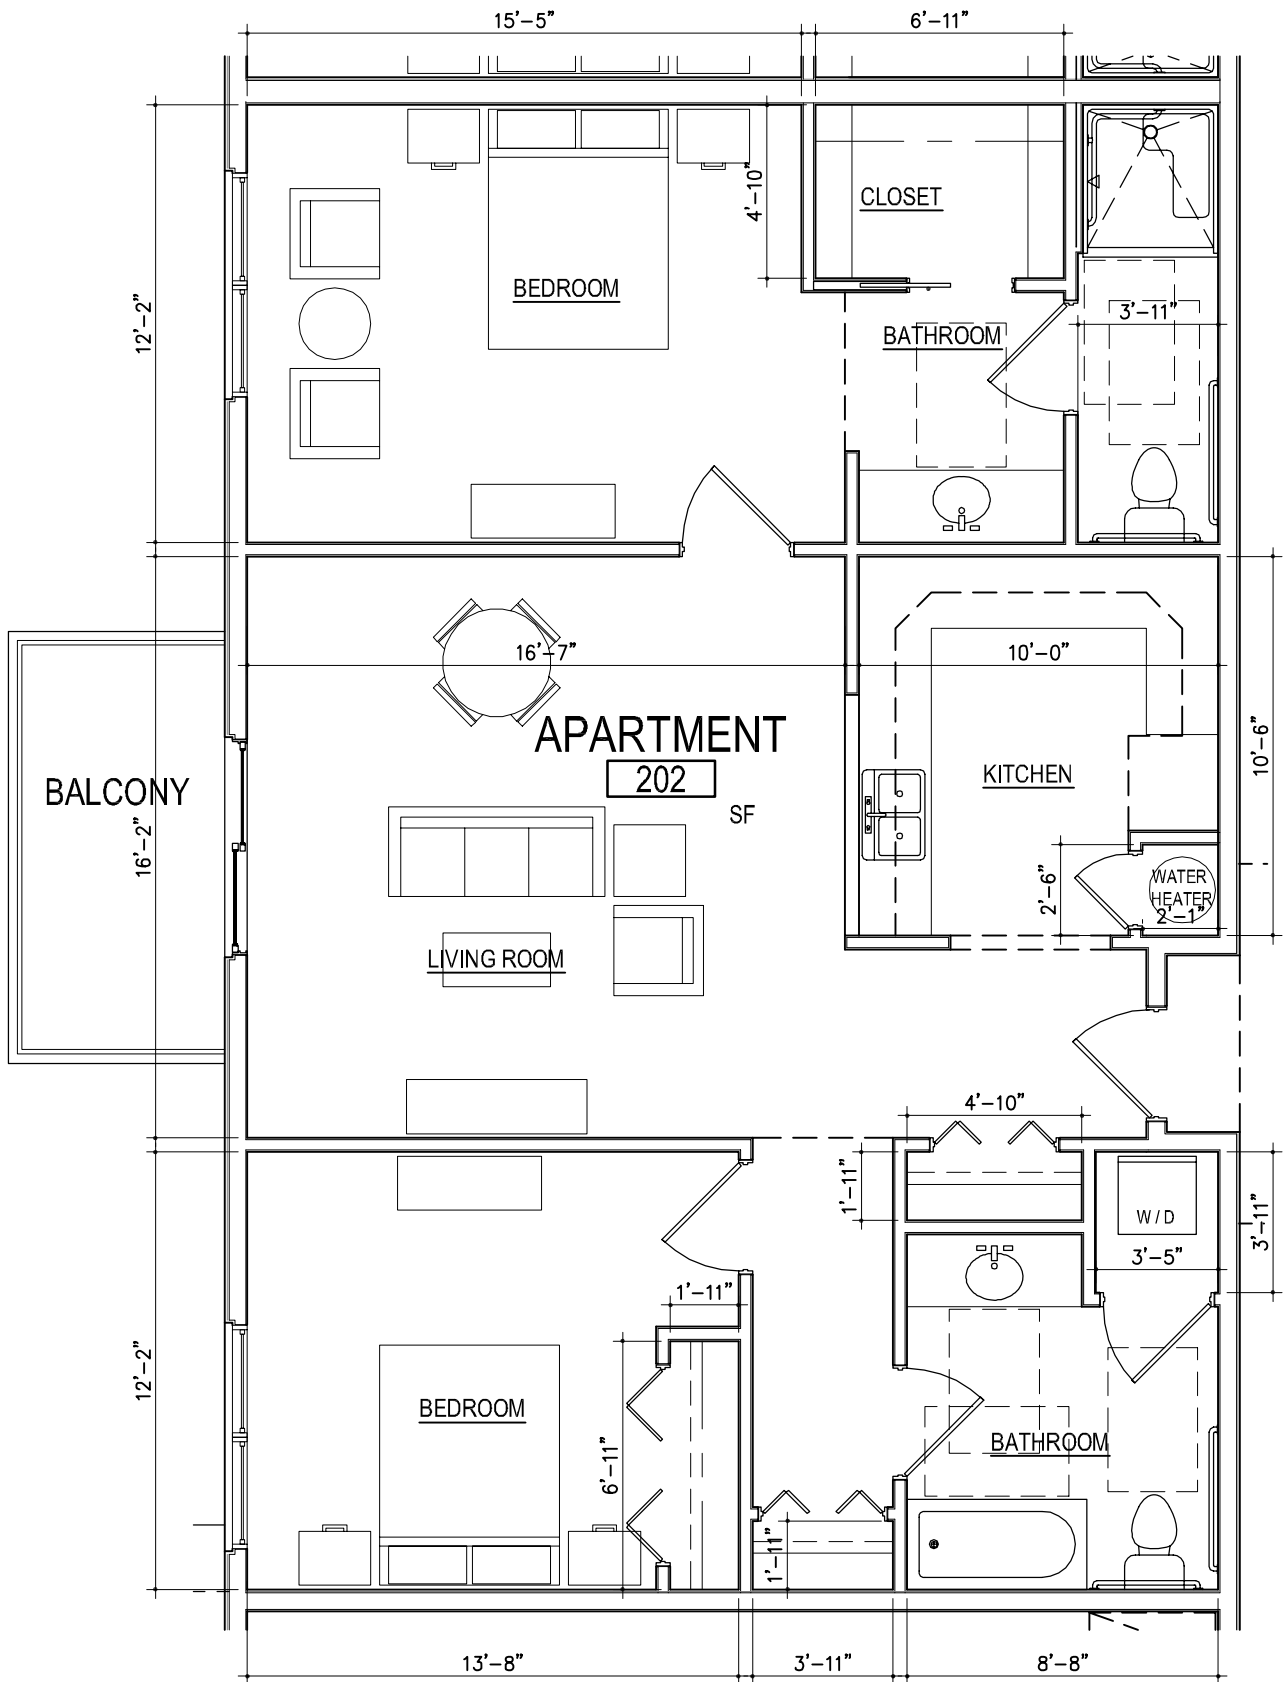 15'-5"
6'-11"
4'-10"
CLOSET
BEDROOM
12'-2"
BATHROOM
3'-11"
16'-7"
10'-0"
APARTMENT
202
SF
BALCONY
KITCHEN
10'-6"
16'-2"
2'-6"
WATER
HEATER
2'-1"
LIVING ROOM
4'-10"
1'-11"
W/D
3'-11"
3'-5"
1'-11"
12'-2"
BEDROOM
6'-11"
BATHROOM
1'-11"
13'-8"
3'-11"
8'-8"